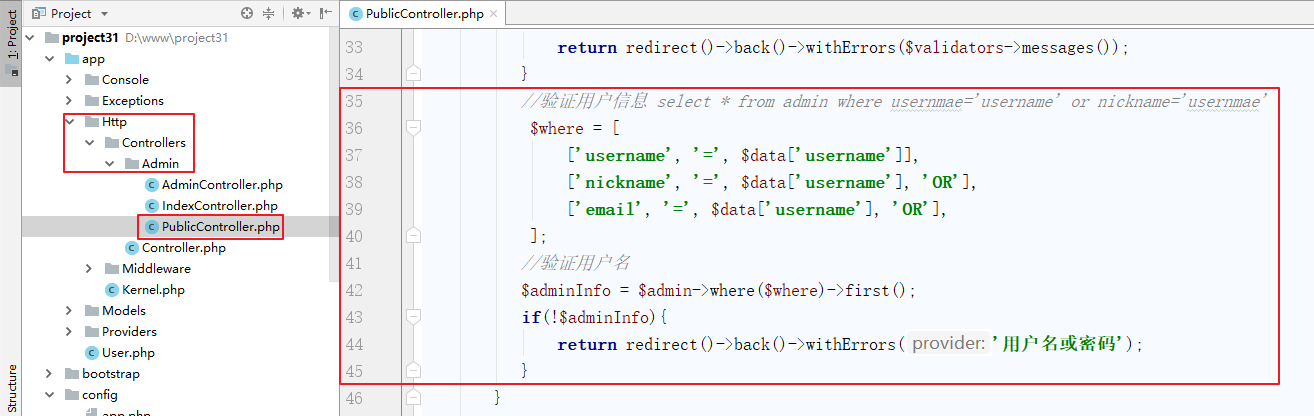 Project
PublicController.php
1: Project
project31 D:\www\project31
app
Console
Exceptions
Http
Controllers
Admin
AdminController.php
IndexController.php
PublicController.php
Controller.php
Middleware
Kernel.php
Models
Providers
User.php
bootstrap
config
app.php
Structure
33 return redirect()->back()->withErrors($validators->messages());
34 }
35 //验证用户信息 select * from admin where usernmae='username' or nickname='usernmae'
36 $where = [
37 ['username', '=', $data['username']],
38 ['nickname', '=', $data['username'], 'OR'],
39 ['email', '=', $data['username'], 'OR'],
40 ];
41 //验证用户名
42 $adminInfo = $admin->where($where)->first();
43 if(!$adminInfo){
44 return redirect()->back()->withErrors( provider: '用户名或密码');
45 }
46 }